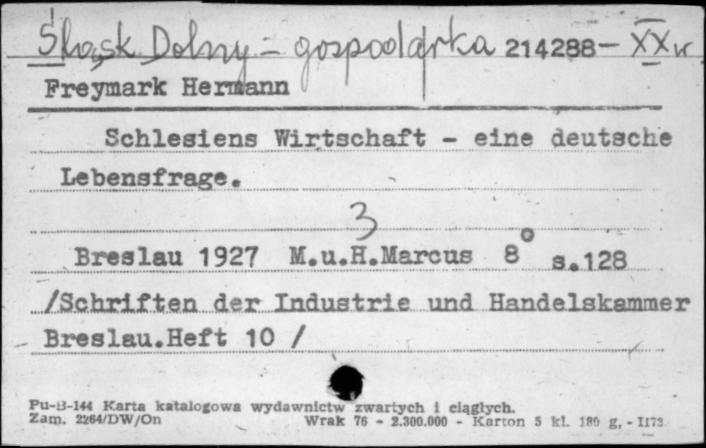 Śląsk Dolny - gospodarka 214288- XX w
Freymark Hermann
Schlesiens Wirtschaft - eine deutsche
Lebensfrage.
3
Breslau 1927 M.u.H.Marcus 8° s.128
/Schriften der Industrie und Handelskammer
Breslau.Heft 10 /
Pu-B-144 Karta katalogowa wydawnictw zwartych i ciągłych.
Zam. 2264/DW/On Wrak 76 - 2.300.000 - Karton 5 kl. 180 g, - II73